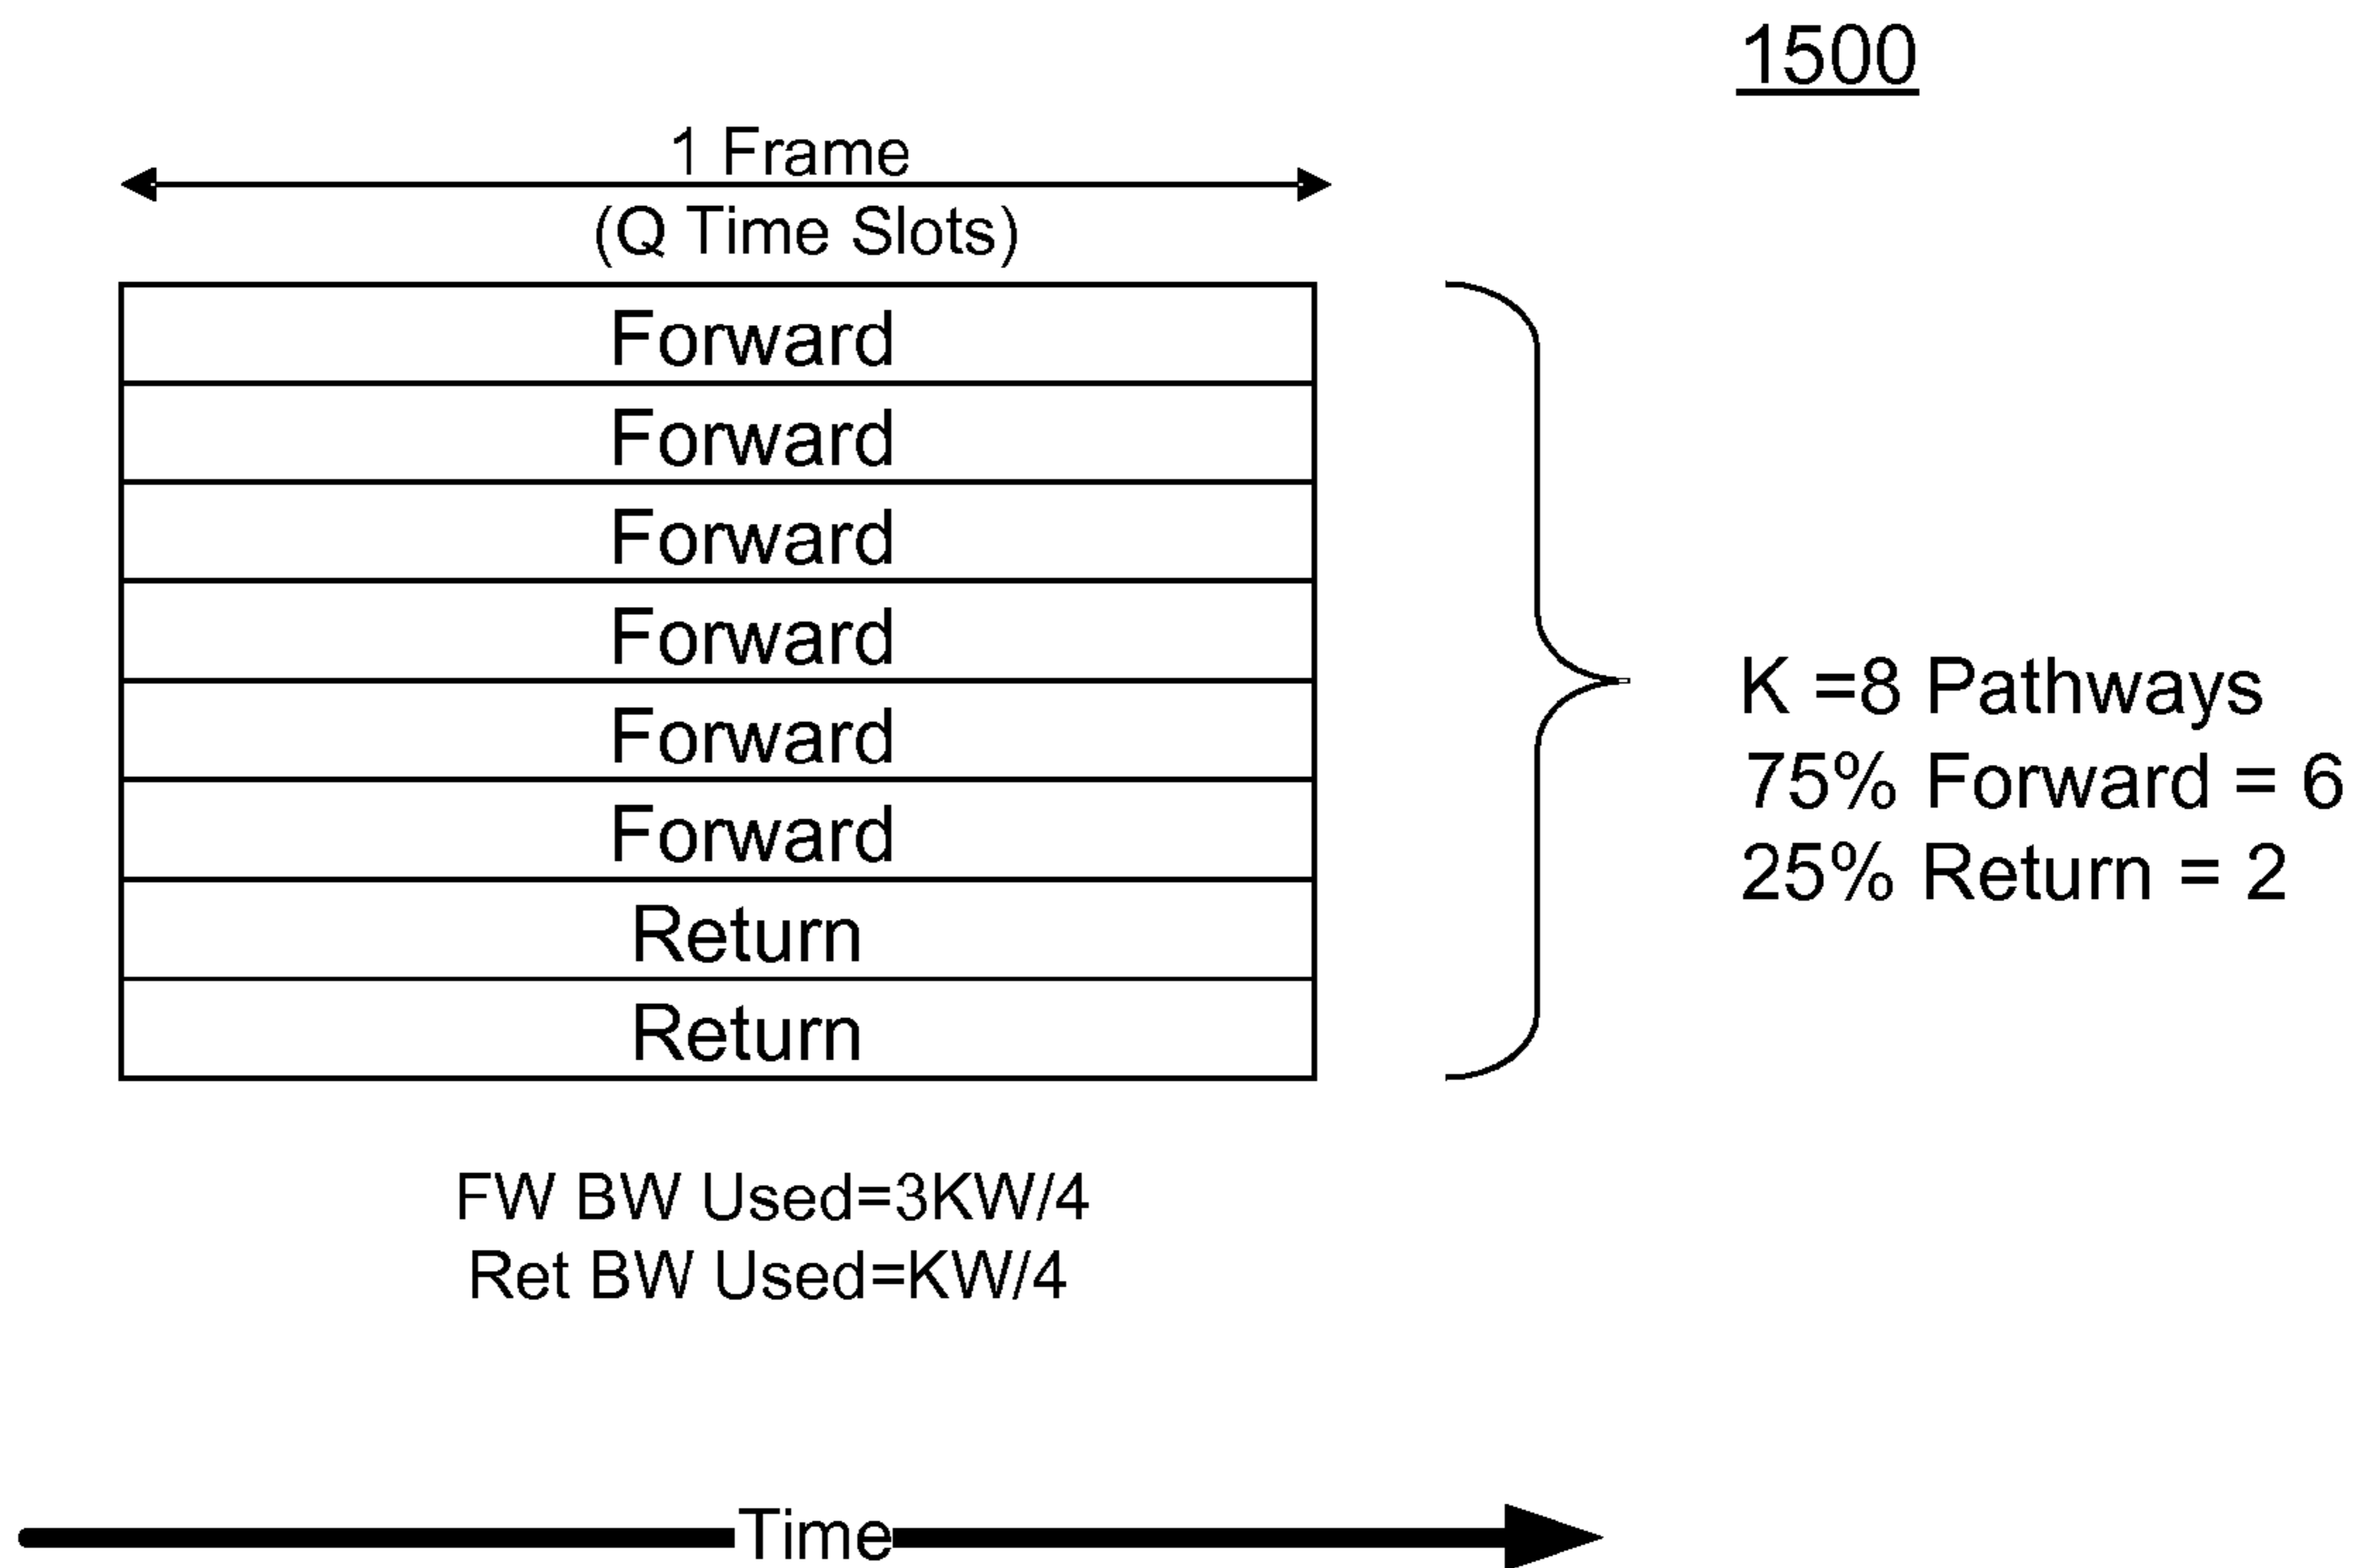 1500
1 Frame
(Q Time Slots)
Forward
Forward
Forward
Forward
Forward
Forward
Return
Return
K =8 Pathways
75% Forward = 6
25% Return = 2
FW BW Used=3KW/4
Ret BW Used=KW/4
Time